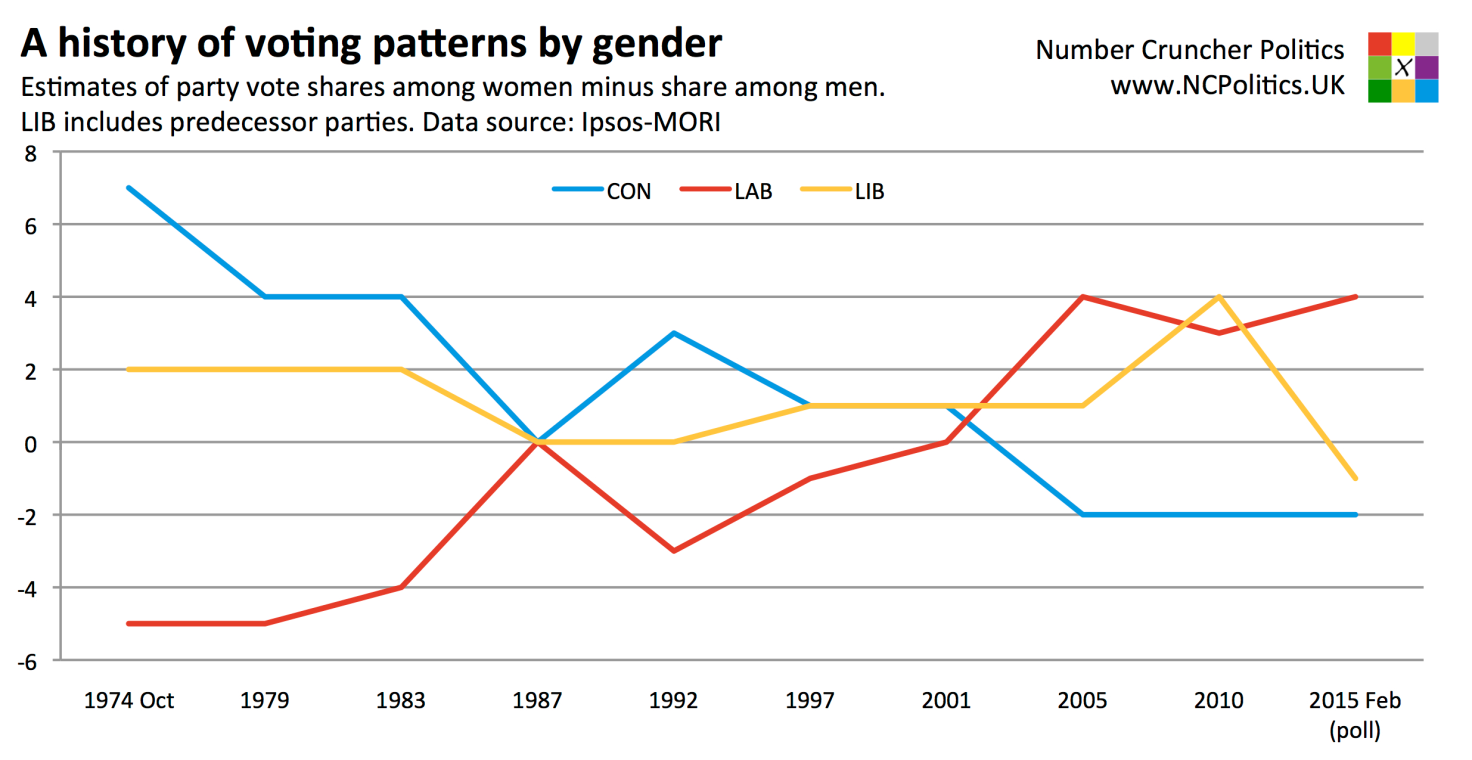 A history of voting patterns by gender
Estimates of party vote shares among women minus share among men.
LIB includes predecessor parties. Data source: Ipsos-MORI
Number Cruncher Politics
www.NCPolitics.UK
X
CON LAB LIB
8
6
4
2
0
-2
-4
-6
1974 Oct 1979 1983 1987 1992 1997 2001 2005 2010 2015 Feb
(poll)